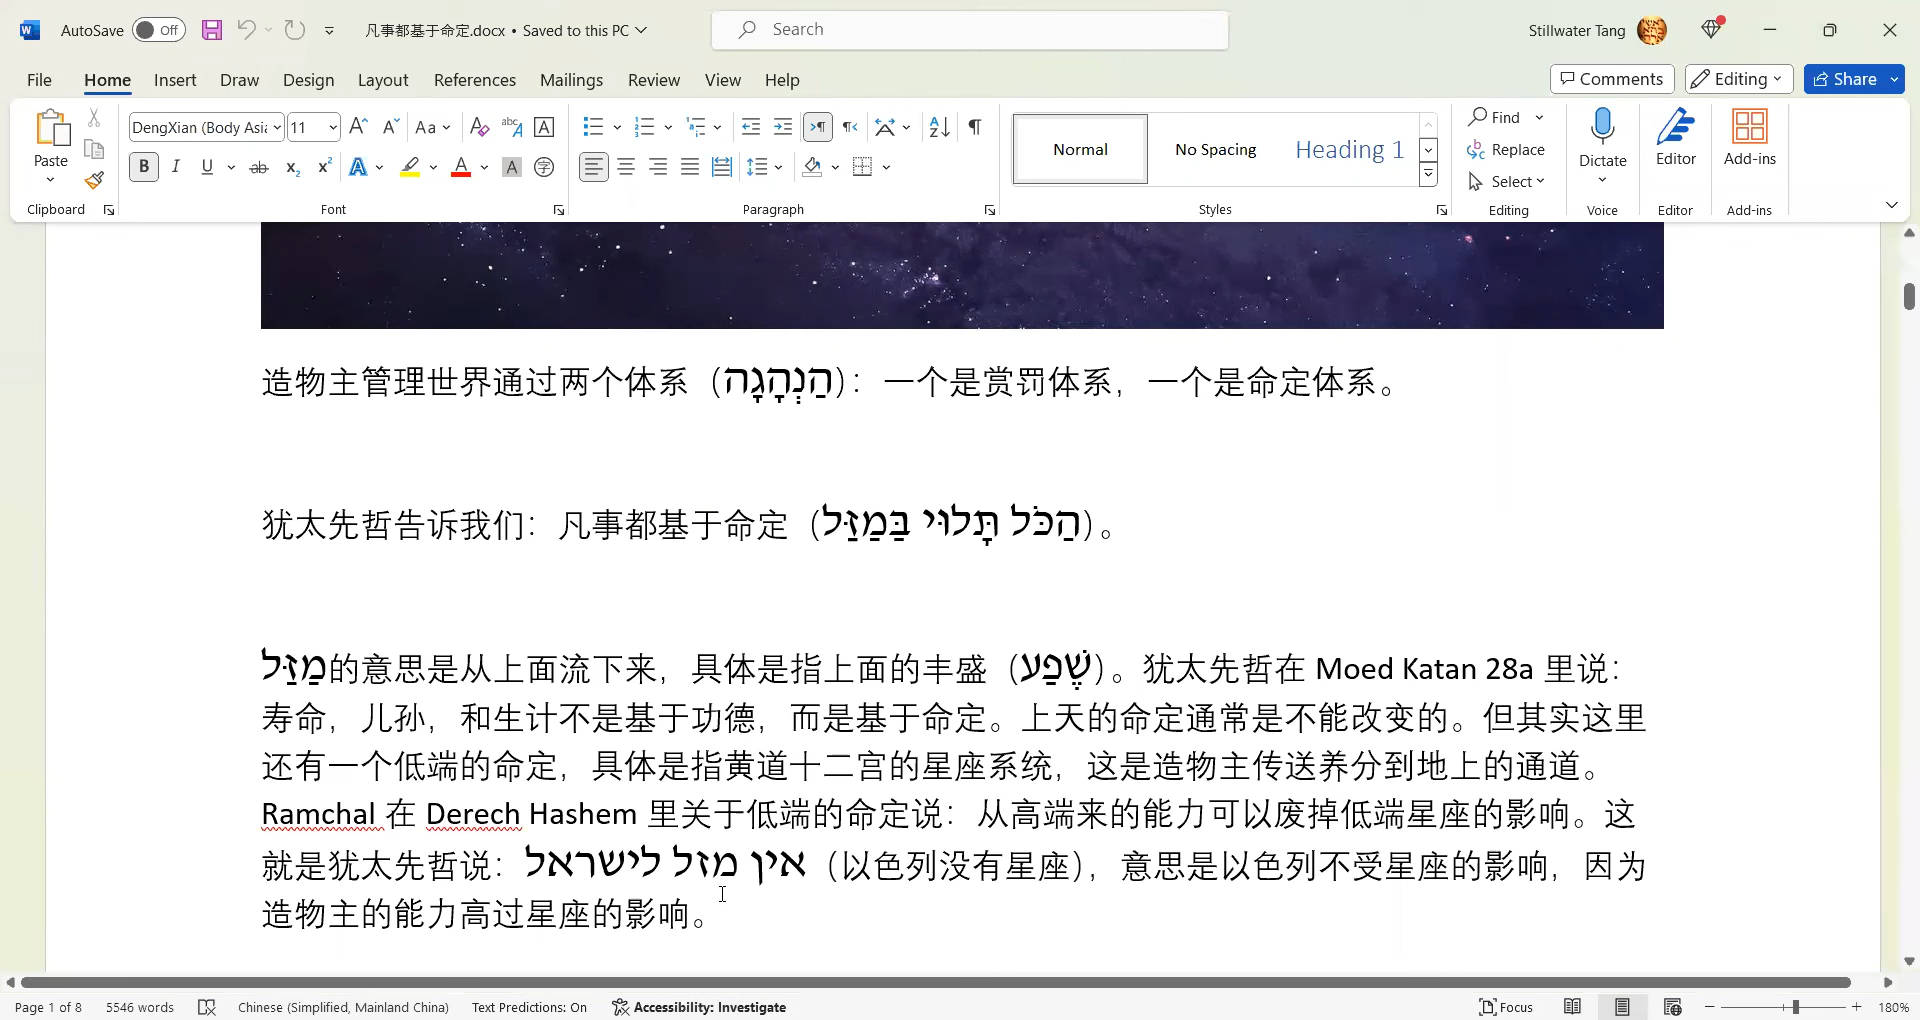 AutoSave Off 凡事都基于命定.docx • Saved to this PC Search Stillwater Tang
File Home Insert Draw Design Layout References Mailings Review View Help Comments Editing Share
Paste DengXian (Body Asia 11 Normal No Spacing Heading 1 Find Replace Select Dictate Editor Add-ins
Clipboard Font Paragraph Styles Editing Voice Editor Add-ins
造物主管理世界通过两个体系（הַנְהָגָה）：一个是赏罚体系，一个是命定体系。
犹太先哲告诉我们：凡事都基于命定（הַכֹּל תָּלוּי בַּמַזַּל）。
מַזַּל的意思是从上面流下来，具体是指上面的丰盛（שֶׁפַע）。犹太先哲在 Moed Katan 28a 里说：
寿命，儿孙，和生计不是基于功德，而是基于命定。上天的命定通常是不能改变的。但其实这里
还有一个低端的命定，具体是指黄道十二宫的星座系统，这是造物主传送养分到地上的通道。
Ramchal 在 Derech Hashem 里关于低端的命定说：从高端来的能力可以废掉低端星座的影响。这
就是犹太先哲说：אין מזל לישראל（以色列没有星座），意思是以色列不受星座的影响，因为
造物主的能力高过星座的影响。
Page 1 of 8 5546 words Chinese (Simplified, Mainland China) Text Predictions: On Accessibility: Investigate Focus 180%